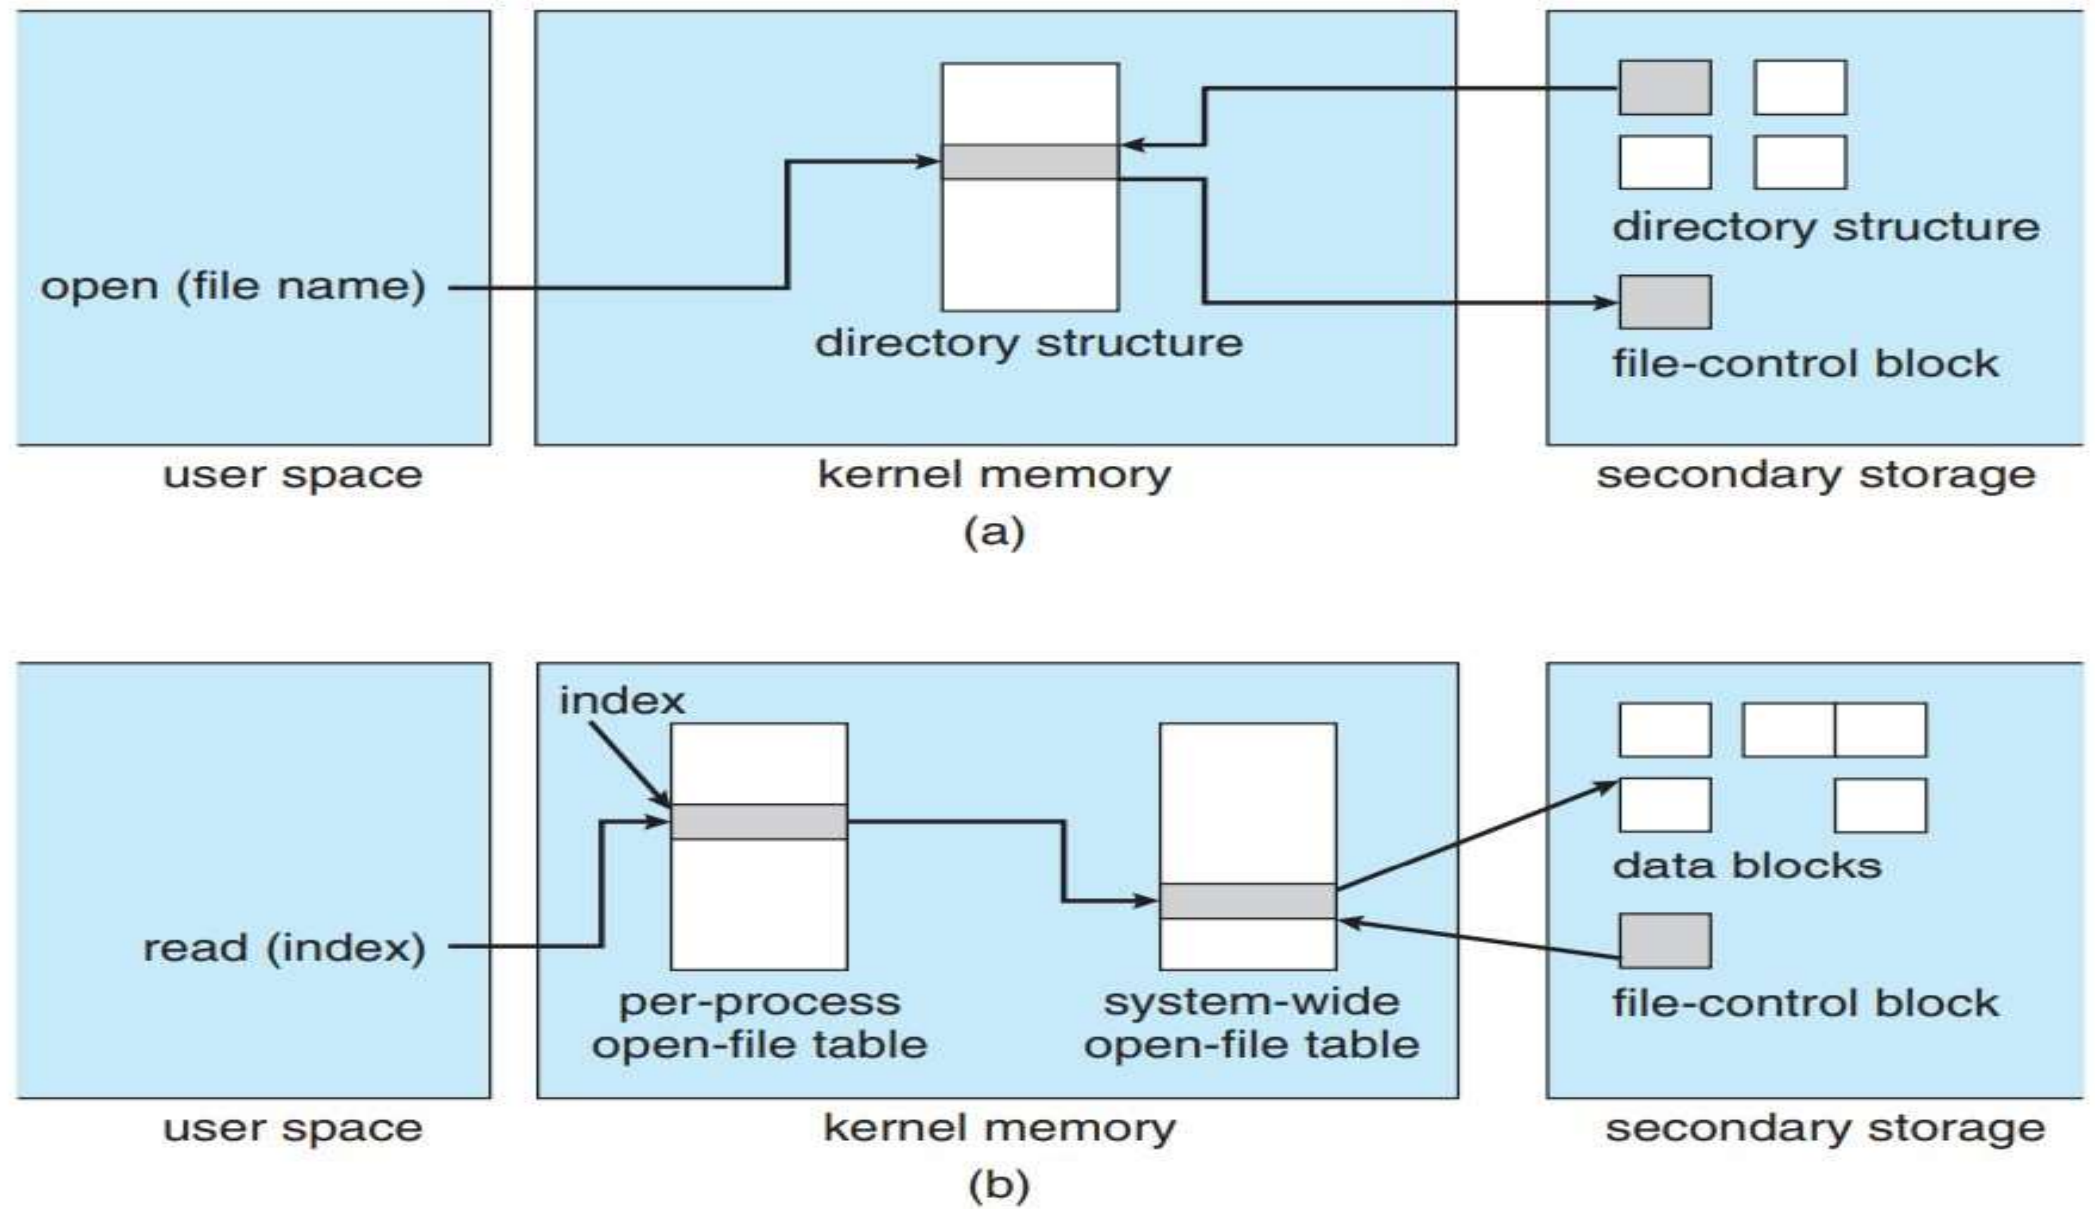 directory structure
open (file name)
directory structure
file-control block
user space
kernel memory
secondary storage
(a)
index
data blocks
read (index)
per-process
open-file table
system-wide
open-file table
file-control block
user space
kernel memory
secondary storage
(b)